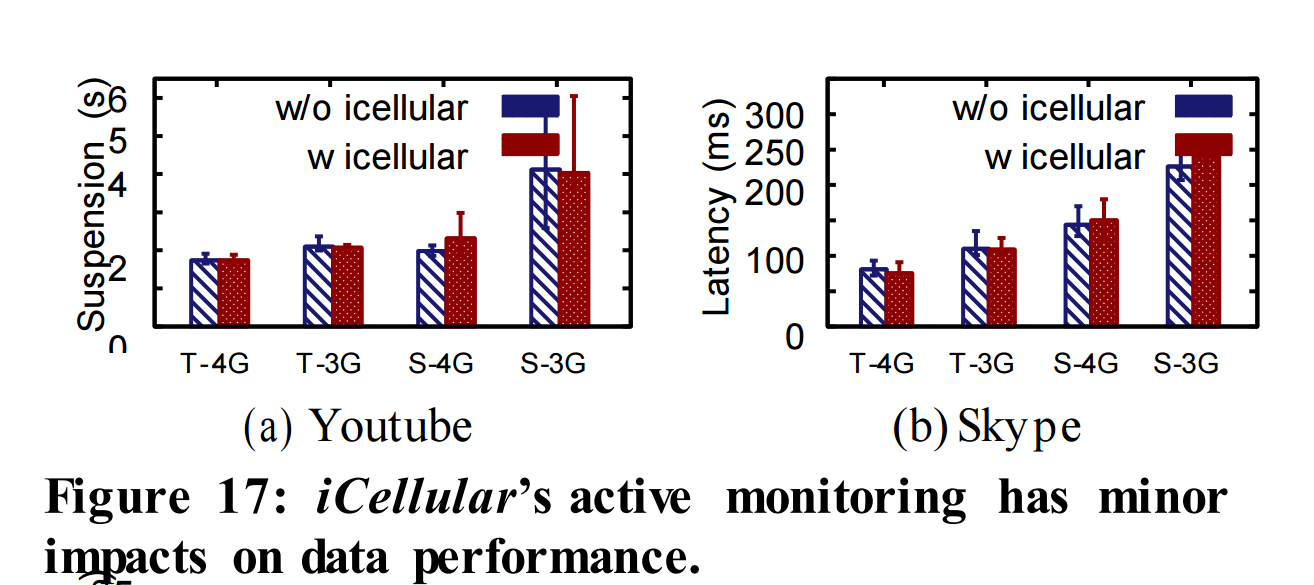 Suspension (s)
6
5
4
2
0
w/o icellular
w icellular
T-4G T-3G S-4G S-3G
(a) Youtube
Latency (ms)
300
250
200
100
0
w/o icellular
w icellular
T-4G T-3G S-4G S-3G
(b) Skype
Figure 17: iCellular's active monitoring has minor
impacts on data performance.